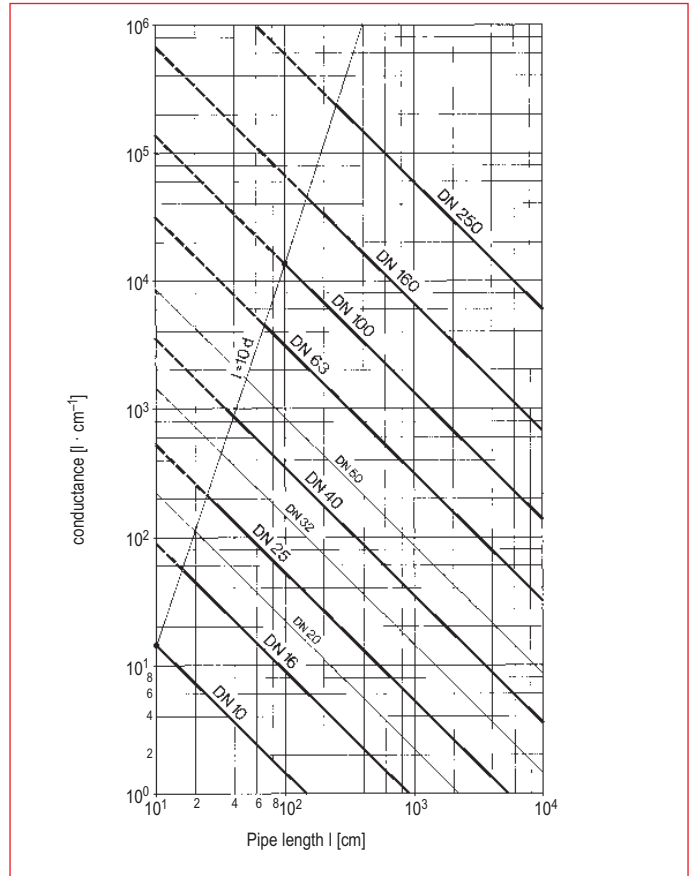 10⁶
10⁵
10⁴
10³
10²
10¹
8
6
4
2
10⁰
conductance [l · cm⁻¹]
l = 10 d
DN 250
DN 160
DN 100
DN 63
DN 50
DN 40
DN 32
DN 25
DN 20
DN 16
DN 10
10¹ 2 4 6 8 10² 10³ 10⁴
Pipe length l [cm]